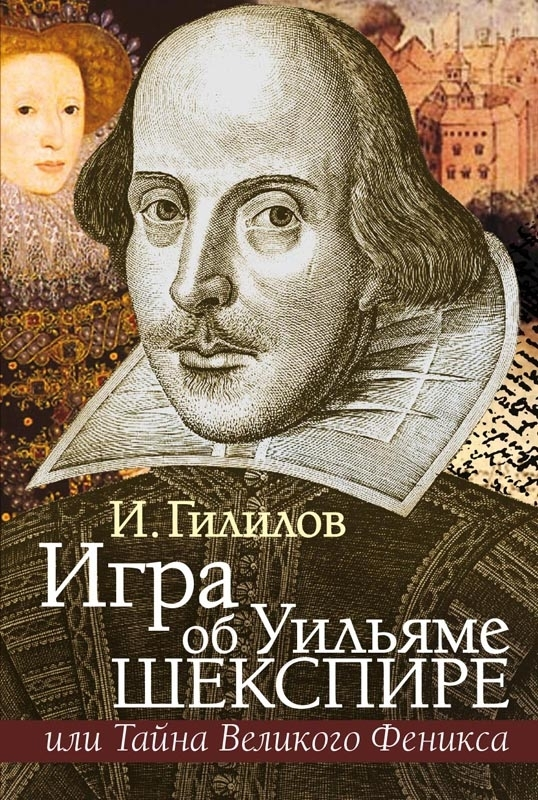 И. Гилилов
Игра
об Уильяме
ШЕКСПИРЕ
или Тайна Великого Феникса